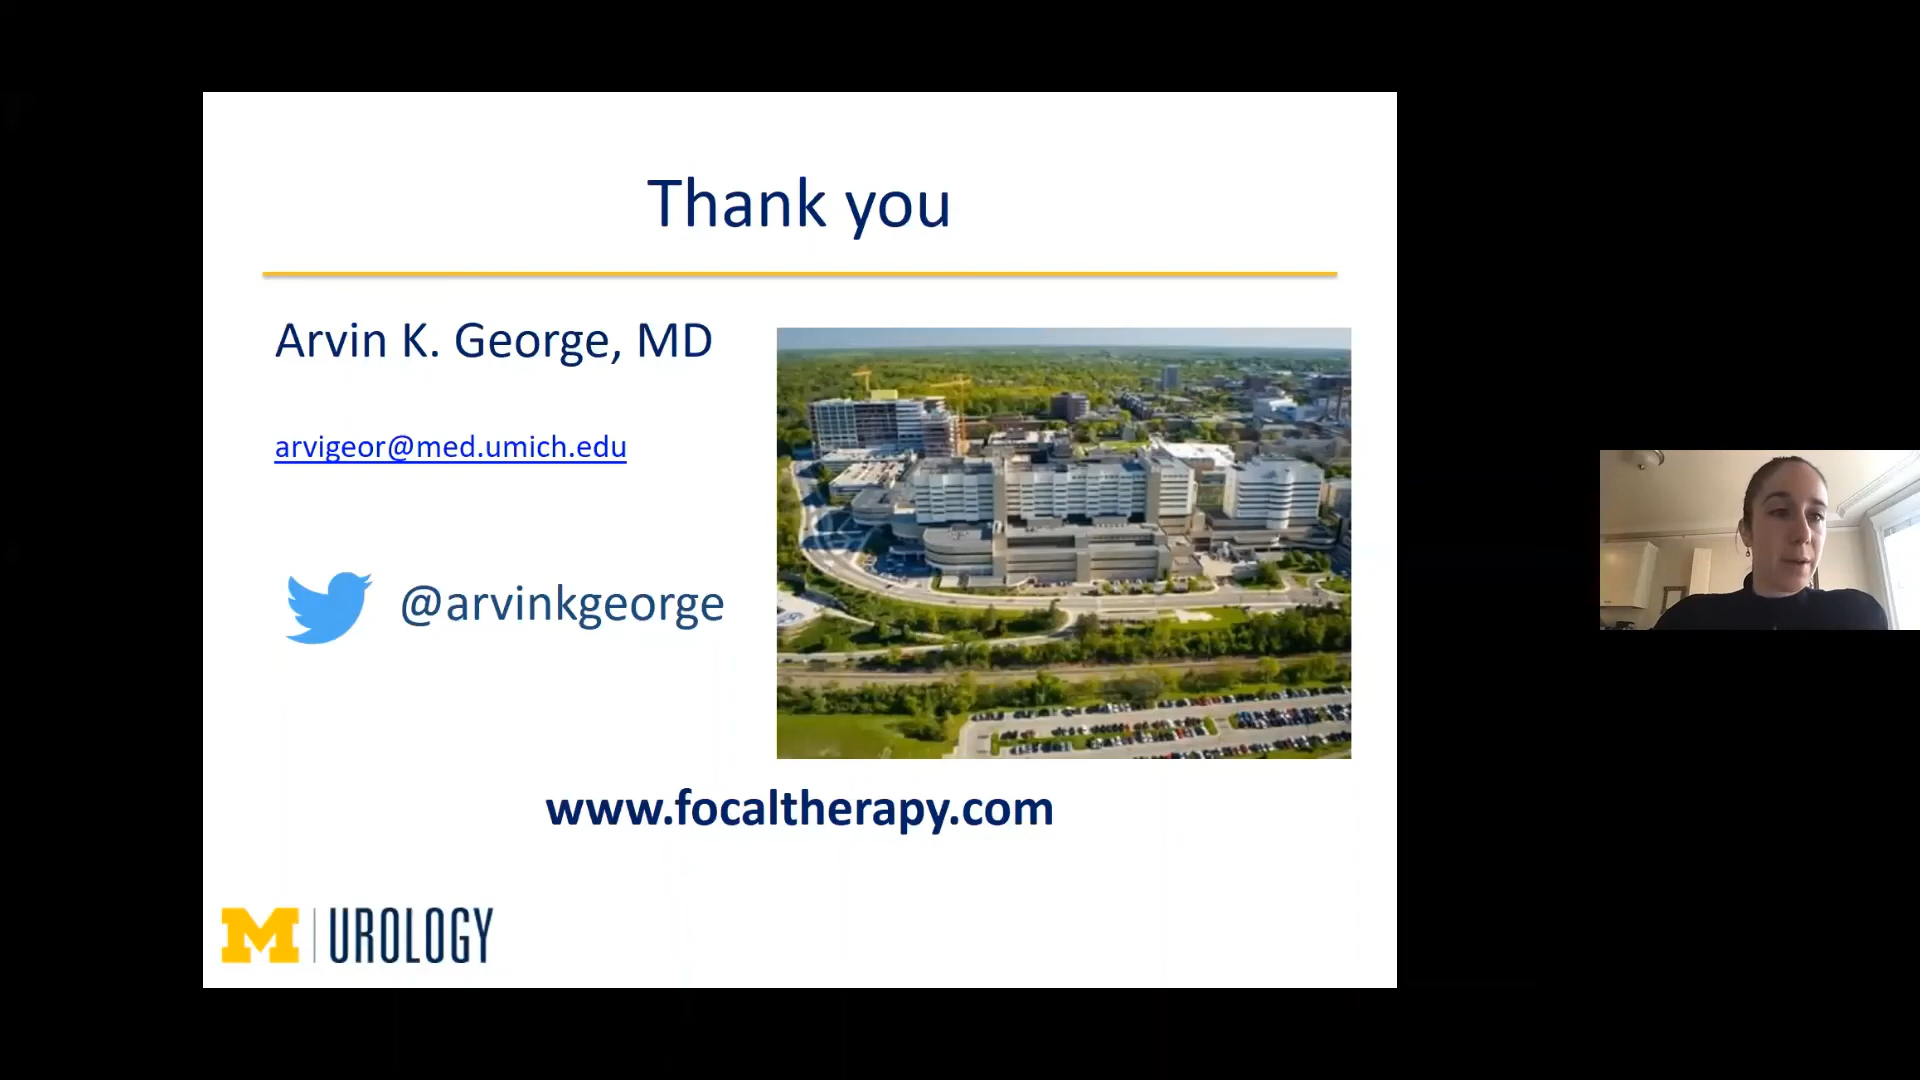 Thank you
Arvin K. George, MD
arvigeor@med.umich.edu
@arvinkgeorge
www.focaltherapy.com
M UROLOGY